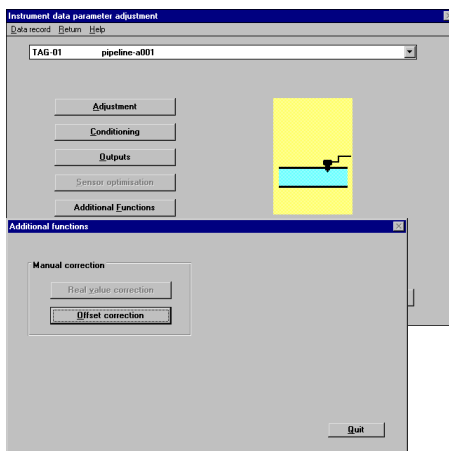 Instrument data parameter adjustment
Data record Return Help
TAG-01 pipeline-a001
Adjustment
Conditioning
Outputs
Sensor optimisation
Additional Functions
Additional functions
Manual correction
Real value correction
Offset correction
Quit